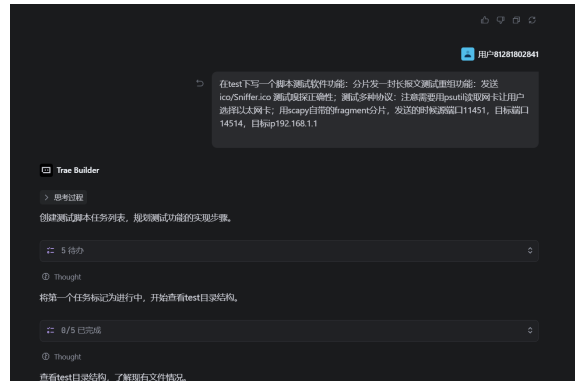 用户81281802841
在test下写一个脚本测试软件功能：分片发一封长报文测试重组功能：发送
ico/Sniffer.ico 测试嗅探正确性；测试多种协议：注意需要用psutil读取网卡让用户
选择以太网卡；用scapy自带的fragment分片，发送的时候源端口11451，目标端口
14514，目标ip192.168.1.1
Trae Builder
思考过程
创建测试脚本任务列表，规划测试功能的实现步骤。
5 待办
Thought
将第一个任务标记为进行中，开始查看test目录结构。
0/5 已完成
Thought
查看test目录结构，了解现有文件情况。